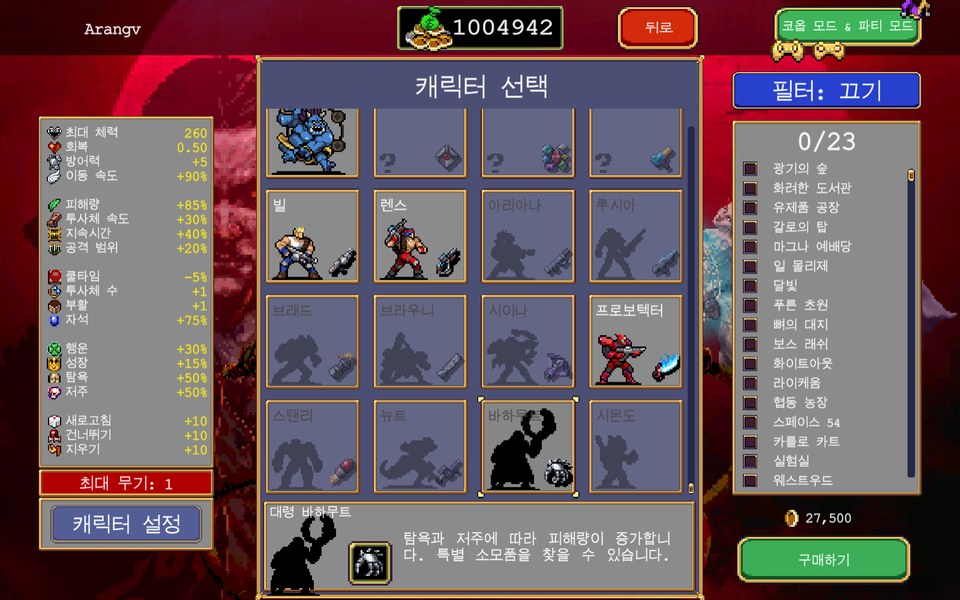 Arangv
1004942
뒤로
코옵 모드 & 파티 모드
캐릭터 선택
필터: 끄기
최대 체력 260
회복 0.50
방어력 +5
이동 속도 +90%
피해량 +85%
투사체 속도 +30%
지속시간 +40%
공격 범위 +20%
쿨타임 -5%
투사체 수 +1
부활 +1
자석 +75%
행운 +30%
성장 +15%
탐욕 +50%
저주 +50%
새로고침 +10
건너뛰기 +10
지우기 +10
최대 무기: 1
캐릭터 설정
? ? ?
빌 렌스 아리아나 루시아
브래드 브라우니 시이나 프로보텍터
스탠리 뉴트 바하무트 시몬도
대령 바하무트
탐욕과 저주에 따라 피해량이 증가합니
다. 특별 소모품을 찾을 수 있습니다.
0/23
광기의 숲
화려한 도서관
유제품 공장
갈로의 탑
마그나 예배당
일 몰리제
달빛
푸른 초원
뼈의 대지
보스 래쉬
화이트아웃
라이케움
협동 농장
스페이스 54
카를로 카트
실험실
웨스트우드
27,500
구매하기